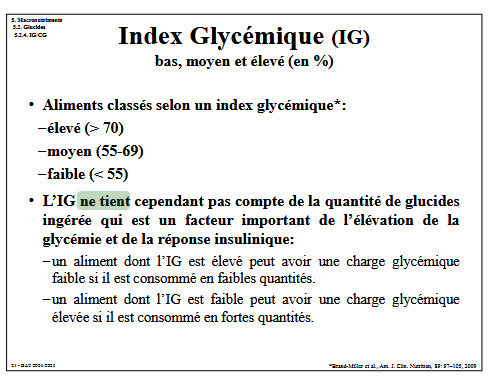 5. Macronutriments
5.2. Glucides
5.2.4. IG/CG
Index Glycémique (IG)
bas, moyen et élevé (en %)
• Aliments classés selon un index glycémique*:
–élevé (> 70)
–moyen (55-69)
–faible (< 55)
• L’IG ne tient cependant pas compte de la quantité de glucides
ingérée qui est un facteur important de l’élévation de la
glycémie et de la réponse insulinique:
–un aliment dont l’IG est élevé peut avoir une charge glycémique
faible si il est consommé en faibles quantités.
–un aliment dont l’IG est faible peut avoir une charge glycémique
élevée si il est consommé en fortes quantités.
*Brand-Miller et al., Am. J. Clin. Nutrition, 89: 97–105, 2009